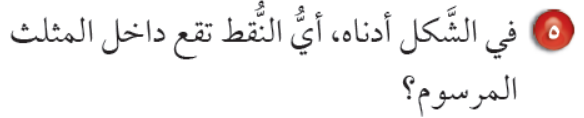 ٥ في الشَّكل أدناه، أيُّ النُّقط تقع داخل المثلث
المرسوم؟